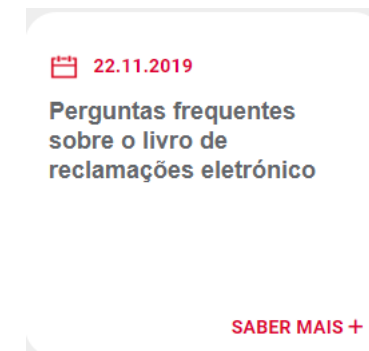 22.11.2019
Perguntas frequentes
sobre o livro de
reclamações eletrónico
SABER MAIS +